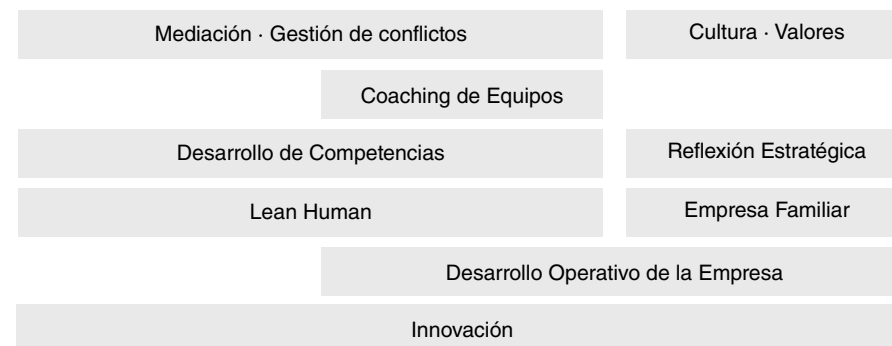 Mediación · Gestión de conflictos
Cultura · Valores
Coaching de Equipos
Desarrollo de Competencias
Reflexión Estratégica
Lean Human
Empresa Familiar
Desarrollo Operativo de la Empresa
Innovación